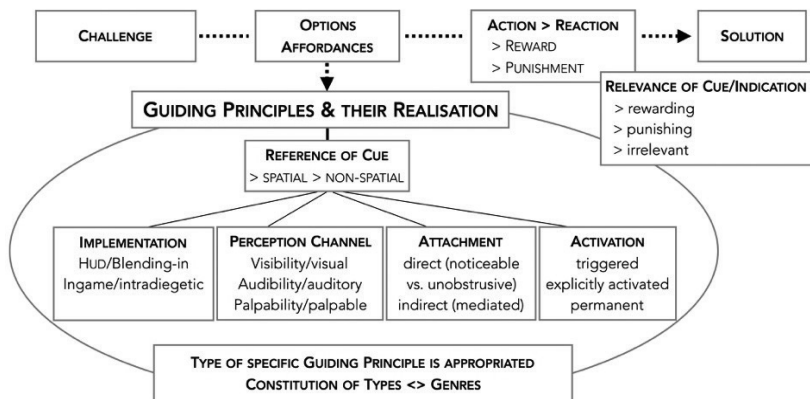 CHALLENGE
OPTIONS
AFFORDANCES
ACTION > REACTION
> REWARD
> PUNISHMENT
SOLUTION
RELEVANCE OF CUE/INDICATION
> rewarding
> punishing
> irrelevant
GUIDING PRINCIPLES & THEIR REALISATION
REFERENCE OF CUE
> SPATIAL > NON-SPATIAL
IMPLEMENTATION
HUD/Blending-in
Ingame/intradiegetic
PERCEPTION CHANNEL
Visibility/visual
Audibility/auditory
Palpability/palpable
ATTACHMENT
direct (noticeable
vs. unobstrusive)
indirect (mediated)
ACTIVATION
triggered
explicitly activated
permanent
TYPE OF SPECIFIC GUIDING PRINCIPLE IS APPROPRIATED
CONSTITUTION OF TYPES <> GENRES